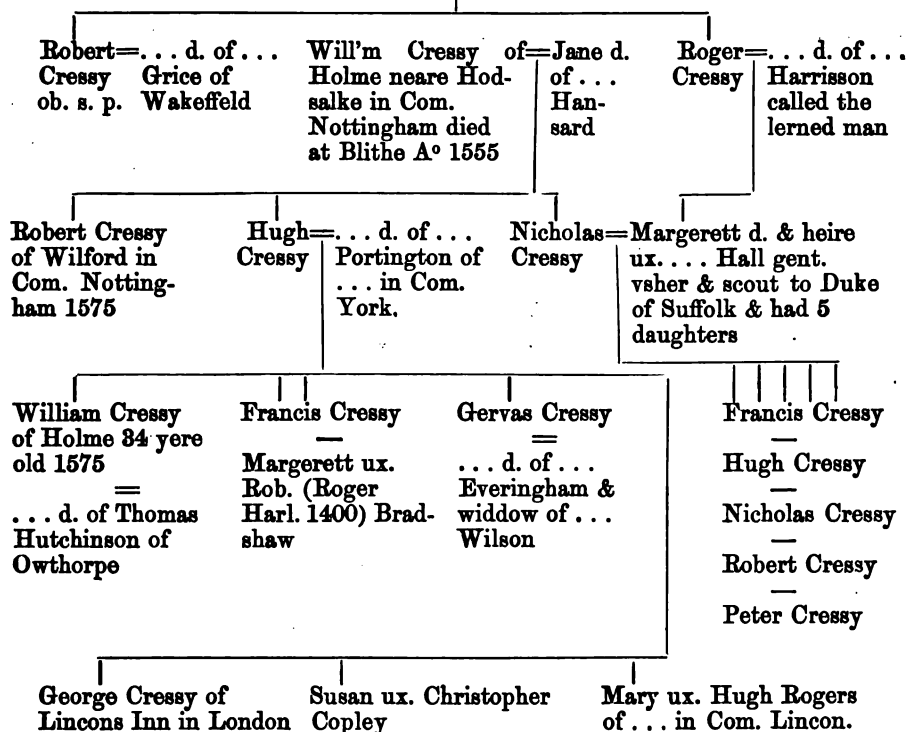 Robert=... d. of ...
Cressy Grice of
ob. s. p. Wakeffeld
Will'm Cressy of=Jane d.
Holme neare Hod- of ...
salke in Com. Han-
Nottingham died sard
at Blithe Aº 1555
Roger=... d. of ...
Cressy Harrisson
called the
lerned man
Robert Cressy
of Wilford in
Com. Notting-
ham 1575
Hugh=... d. of ...
Cressy Portington of
... in Com.
York.
Nicholas=Margerett d. & heire
Cressy ux. ... Hall gent.
vsher & scout to Duke
of Suffolk & had 5
daughters
William Cressy
of Holme 34 yere
old 1575
=
... d. of Thomas
Hutchinson of
Owthorpe
Francis Cressy
—
Margerett ux.
Rob. (Roger
Harl. 1400) Brad-
shaw
Gervas Cressy
=
... d. of ...
Everingham &
widdow of ...
Wilson
Francis Cressy
—
Hugh Cressy
—
Nicholas Cressy
—
Robert Cressy
—
Peter Cressy
George Cressy of
Lincons Inn in London
Susan ux. Christopher
Copley
Mary ux. Hugh Rogers
of ... in Com. Lincon.